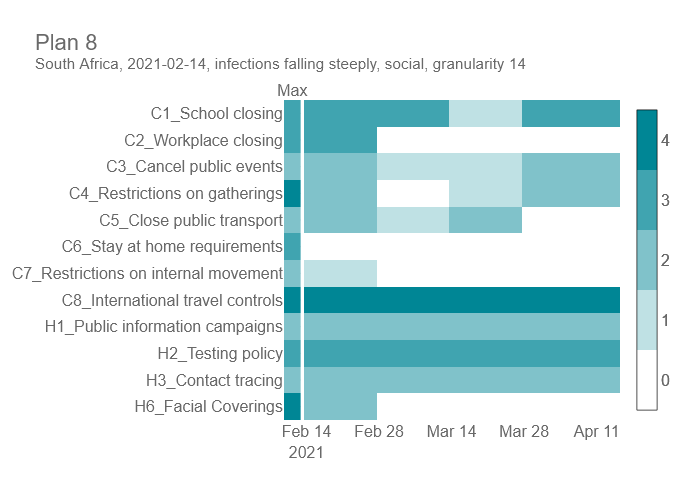 Plan 8
South Africa, 2021-02-14, infections falling steeply, social, granularity 14
Max
C1_School closing
C2_Workplace closing
C3_Cancel public events
C4_Restrictions on gatherings
C5_Close public transport
C6_Stay at home requirements
C7_Restrictions on internal movement
C8_International travel controls
H1_Public information campaigns
H2_Testing policy
H3_Contact tracing
H6_Facial Coverings
Feb 14 Feb 28 Mar 14 Mar 28 Apr 11
2021
4
3
2
1
0